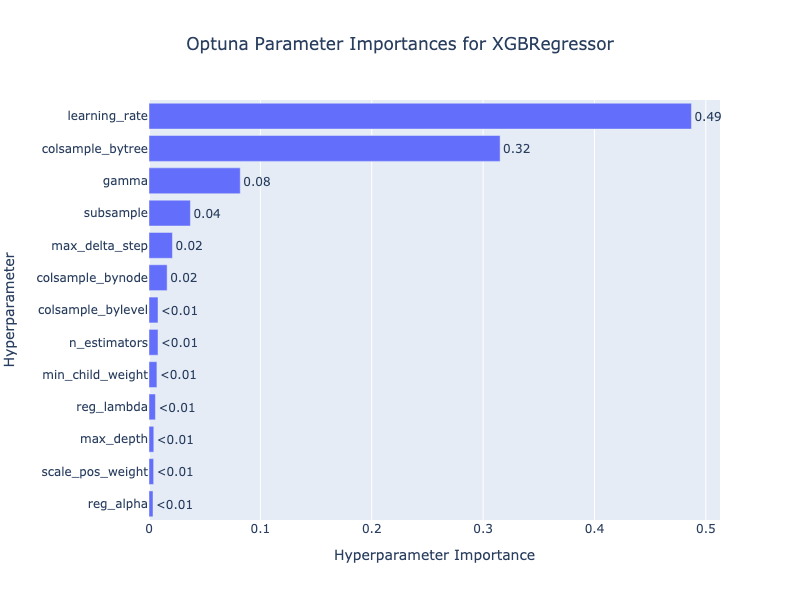 Optuna Parameter Importances for XGBRegressor
learning_rate 0.49
colsample_bytree 0.32
gamma 0.08
subsample 0.04
max_delta_step 0.02
colsample_bynode 0.02
colsample_bylevel <0.01
n_estimators <0.01
min_child_weight <0.01
reg_lambda <0.01
max_depth <0.01
scale_pos_weight <0.01
reg_alpha <0.01
0 0.1 0.2 0.3 0.4 0.5
Hyperparameter Importance
Hyperparameter